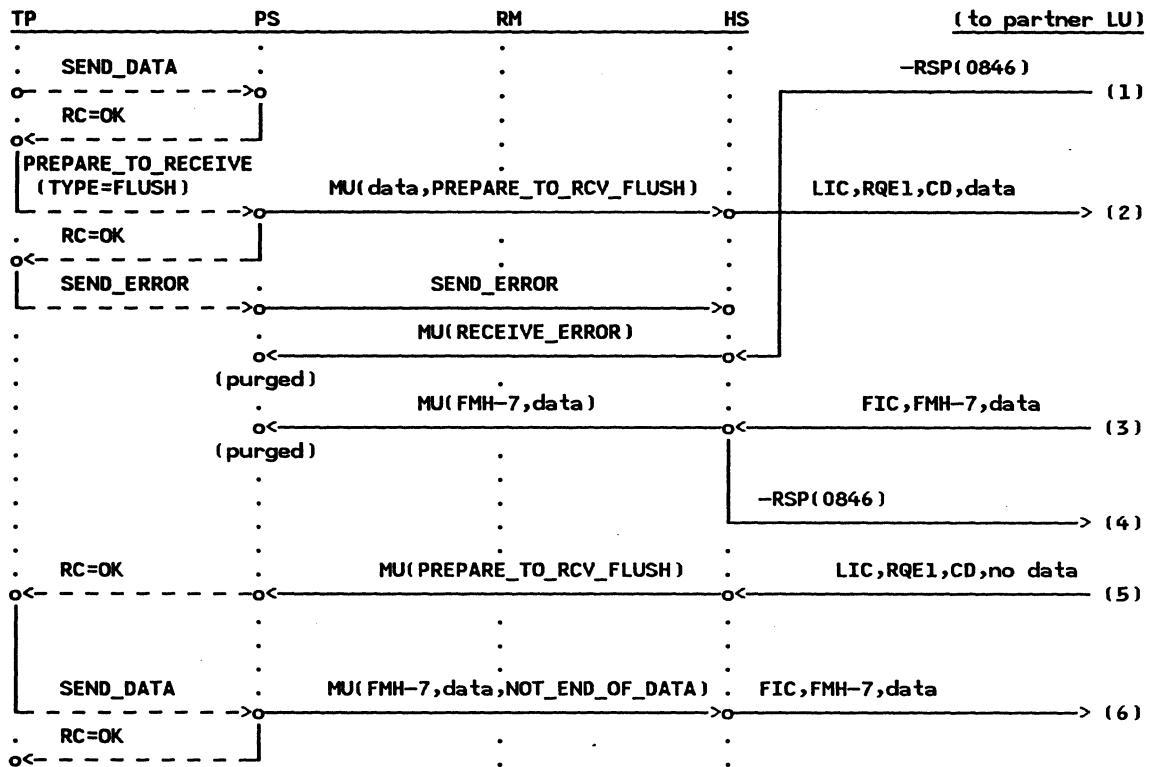 TP PS RM HS (to partner LU)
SEND_DATA -RSP(0846)
(1)
RC=OK
PREPARE_TO_RECEIVE
(TYPE=FLUSH) MU(data,PREPARE_TO_RCV_FLUSH) LIC,RQE1,CD,data
(2)
RC=OK
SEND_ERROR SEND_ERROR
MU(RECEIVE_ERROR)
(purged)
MU(FMH-7,data) FIC,FMH-7,data
(3)
(purged)
-RSP(0846)
(4)
RC=OK MU(PREPARE_TO_RCV_FLUSH) LIC,RQE1,CD,no data
(5)
SEND_DATA MU(FMH-7,data,NOT_END_OF_DATA) FIC,FMH-7,data
(6)
RC=OK